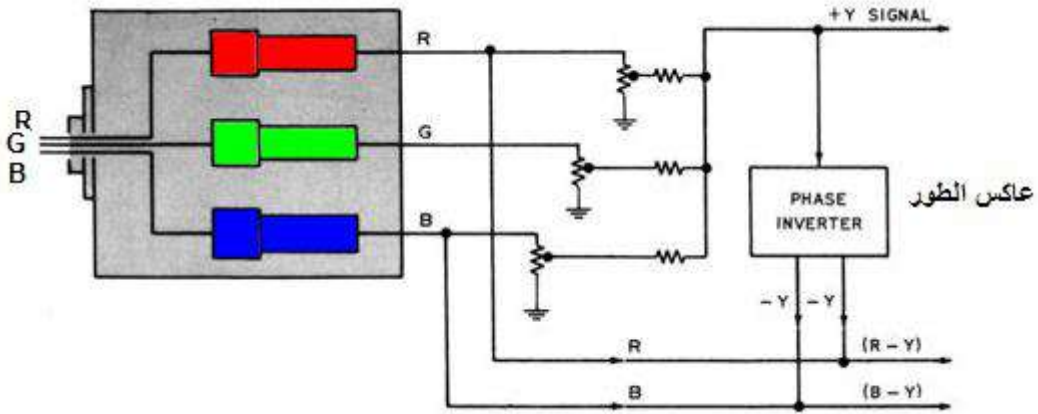 +Y SIGNAL
R
G
B
R
G
B
PHASE
INVERTER
عاكس الطور
−Y −Y
R (R−Y)
B (B−Y)